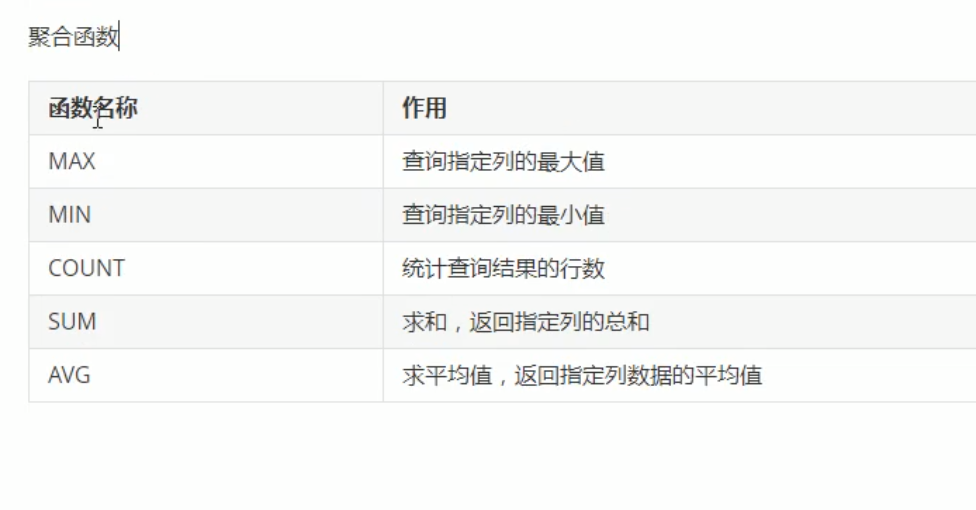 聚合函数
函数名称 作用
MAX 查询指定列的最大值
MIN 查询指定列的最小值
COUNT 统计查询结果的行数
SUM 求和，返回指定列的总和
AVG 求平均值，返回指定列数据的平均值